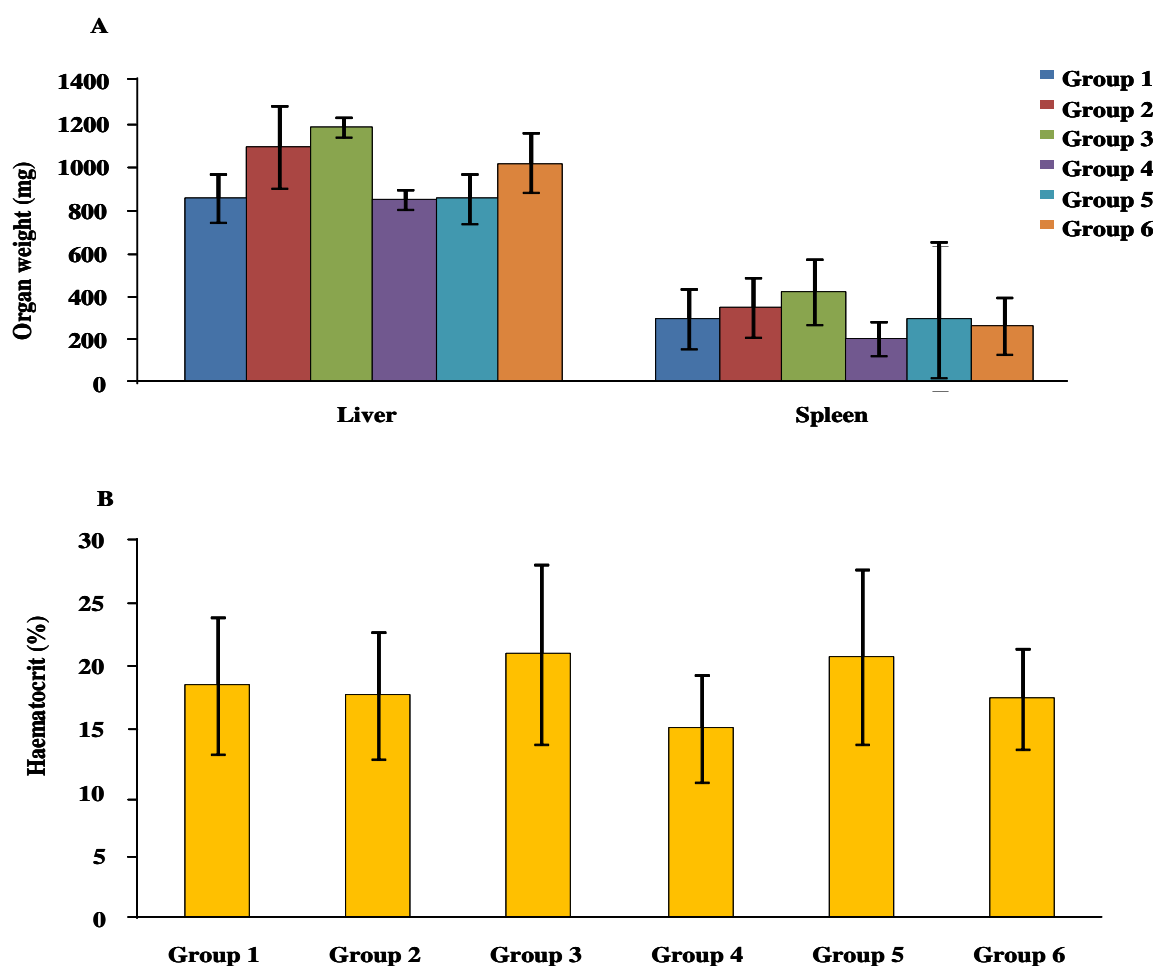 A
Organ weight (mg)
1400
1200
1000
800
600
400
200
0
Liver
Spleen
Group 1
Group 2
Group 3
Group 4
Group 5
Group 6
B
Haematocrit (%)
30
25
20
15
10
5
0
Group 1
Group 2
Group 3
Group 4
Group 5
Group 6